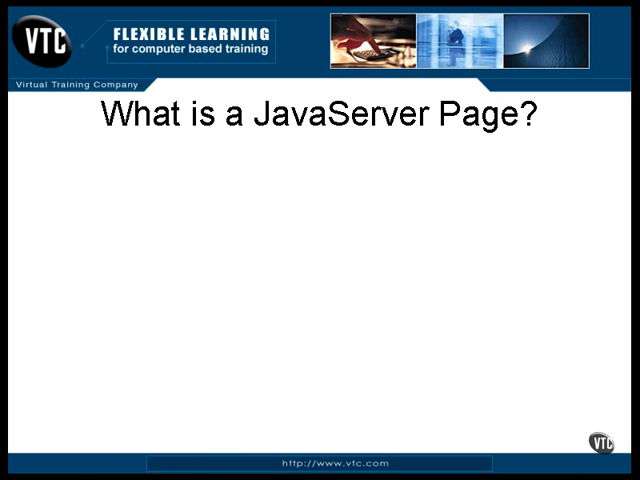 VTC
FLEXIBLE LEARNING
for computer based training
Virtual Training Company
What is a JavaServer Page?
VTC
http://www.vtc.com